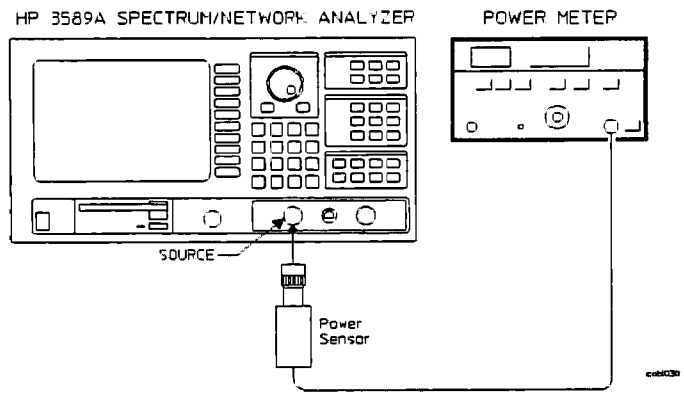 HP 3589A SPECTRUM/NETWORK ANALYZER
POWER METER
SOURCE
Power
Sensor